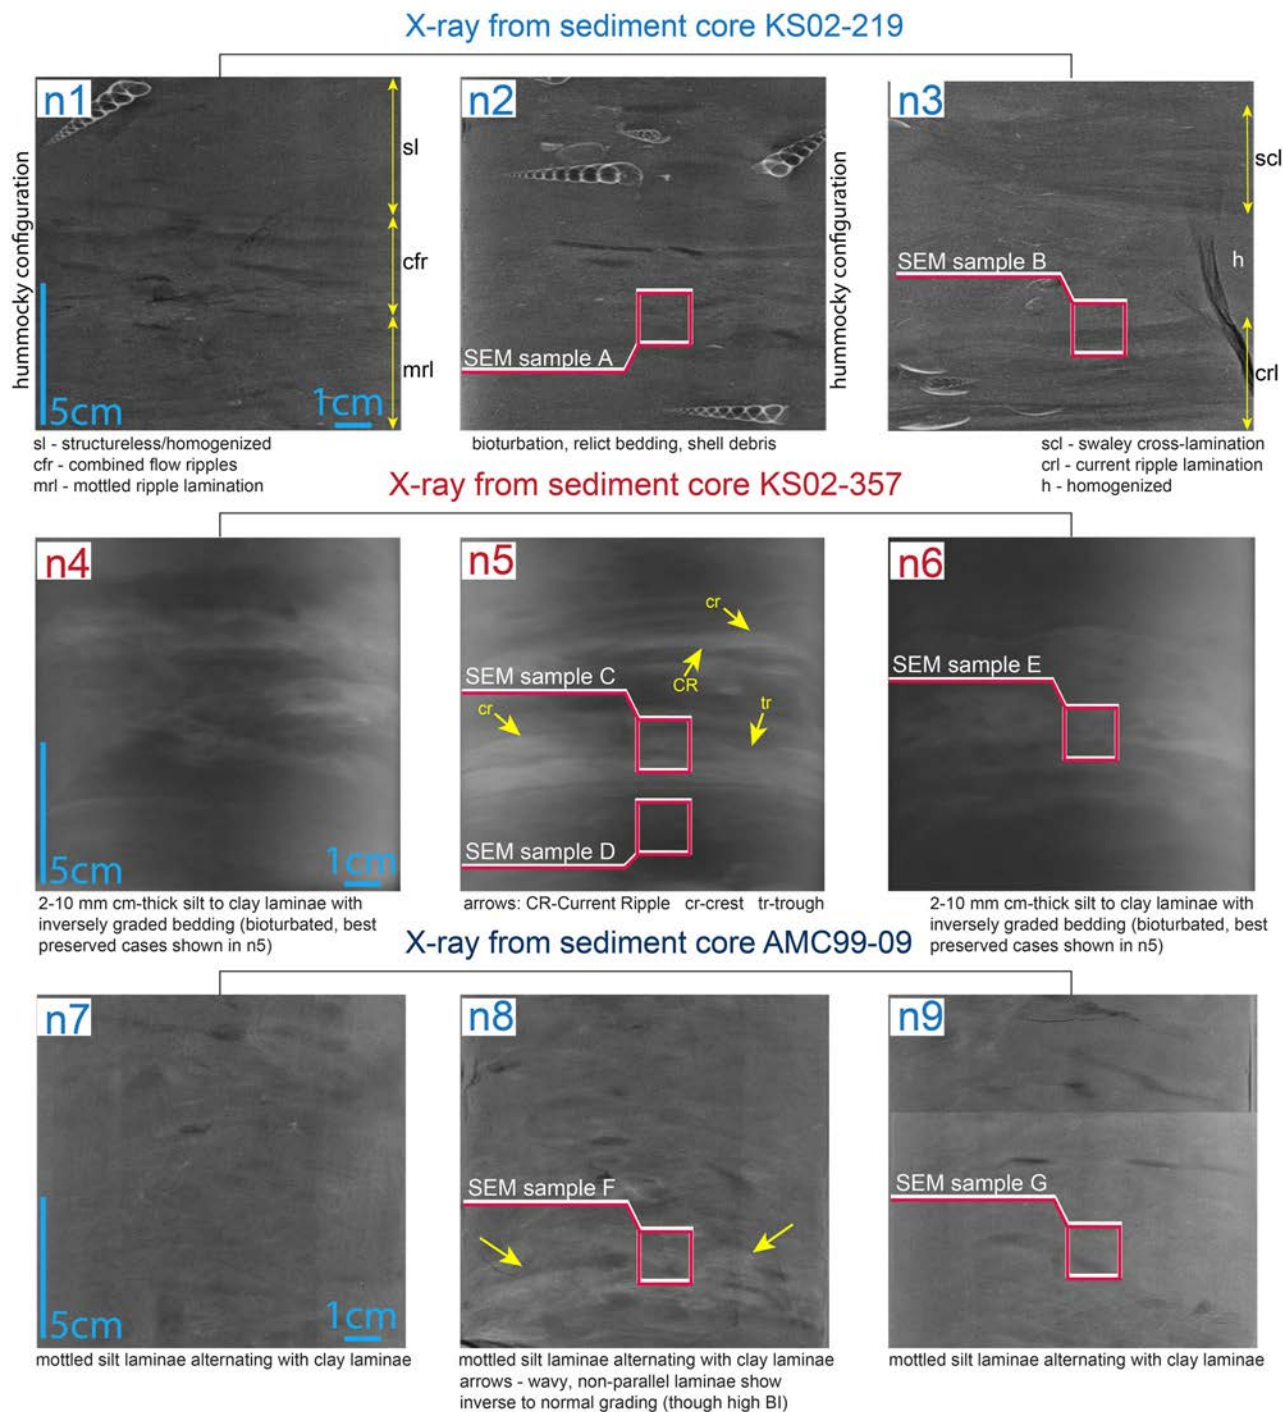 X-ray from sediment core KS02-219
n1
n2
n3
hummocky configuration
sl
cfr
mrl
5cm
1cm
SEM sample A
hummocky configuration
SEM sample B
scl
h
crl
sl - structureless/homogenized
cfr - combined flow ripples
mrl - mottled ripple lamination
bioturbation, relict bedding, shell debris
scl - swaley cross-lamination
crl - current ripple lamination
h - homogenized
X-ray from sediment core KS02-357
n4
n5
n6
5cm
1cm
cr
CR
SEM sample C
cr
tr
SEM sample D
SEM sample E
2-10 mm cm-thick silt to clay laminae with
inversely graded bedding (bioturbated, best
preserved cases shown in n5)
arrows: CR-Current Ripple cr-crest tr-trough
2-10 mm cm-thick silt to clay laminae with
inversely graded bedding (bioturbated, best
preserved cases shown in n5)
X-ray from sediment core AMC99-09
n7
n8
n9
5cm
1cm
SEM sample F
SEM sample G
mottled silt laminae alternating with clay laminae
mottled silt laminae alternating with clay laminae
arrows - wavy, non-parallel laminae show
inverse to normal grading (though high BI)
mottled silt laminae alternating with clay laminae